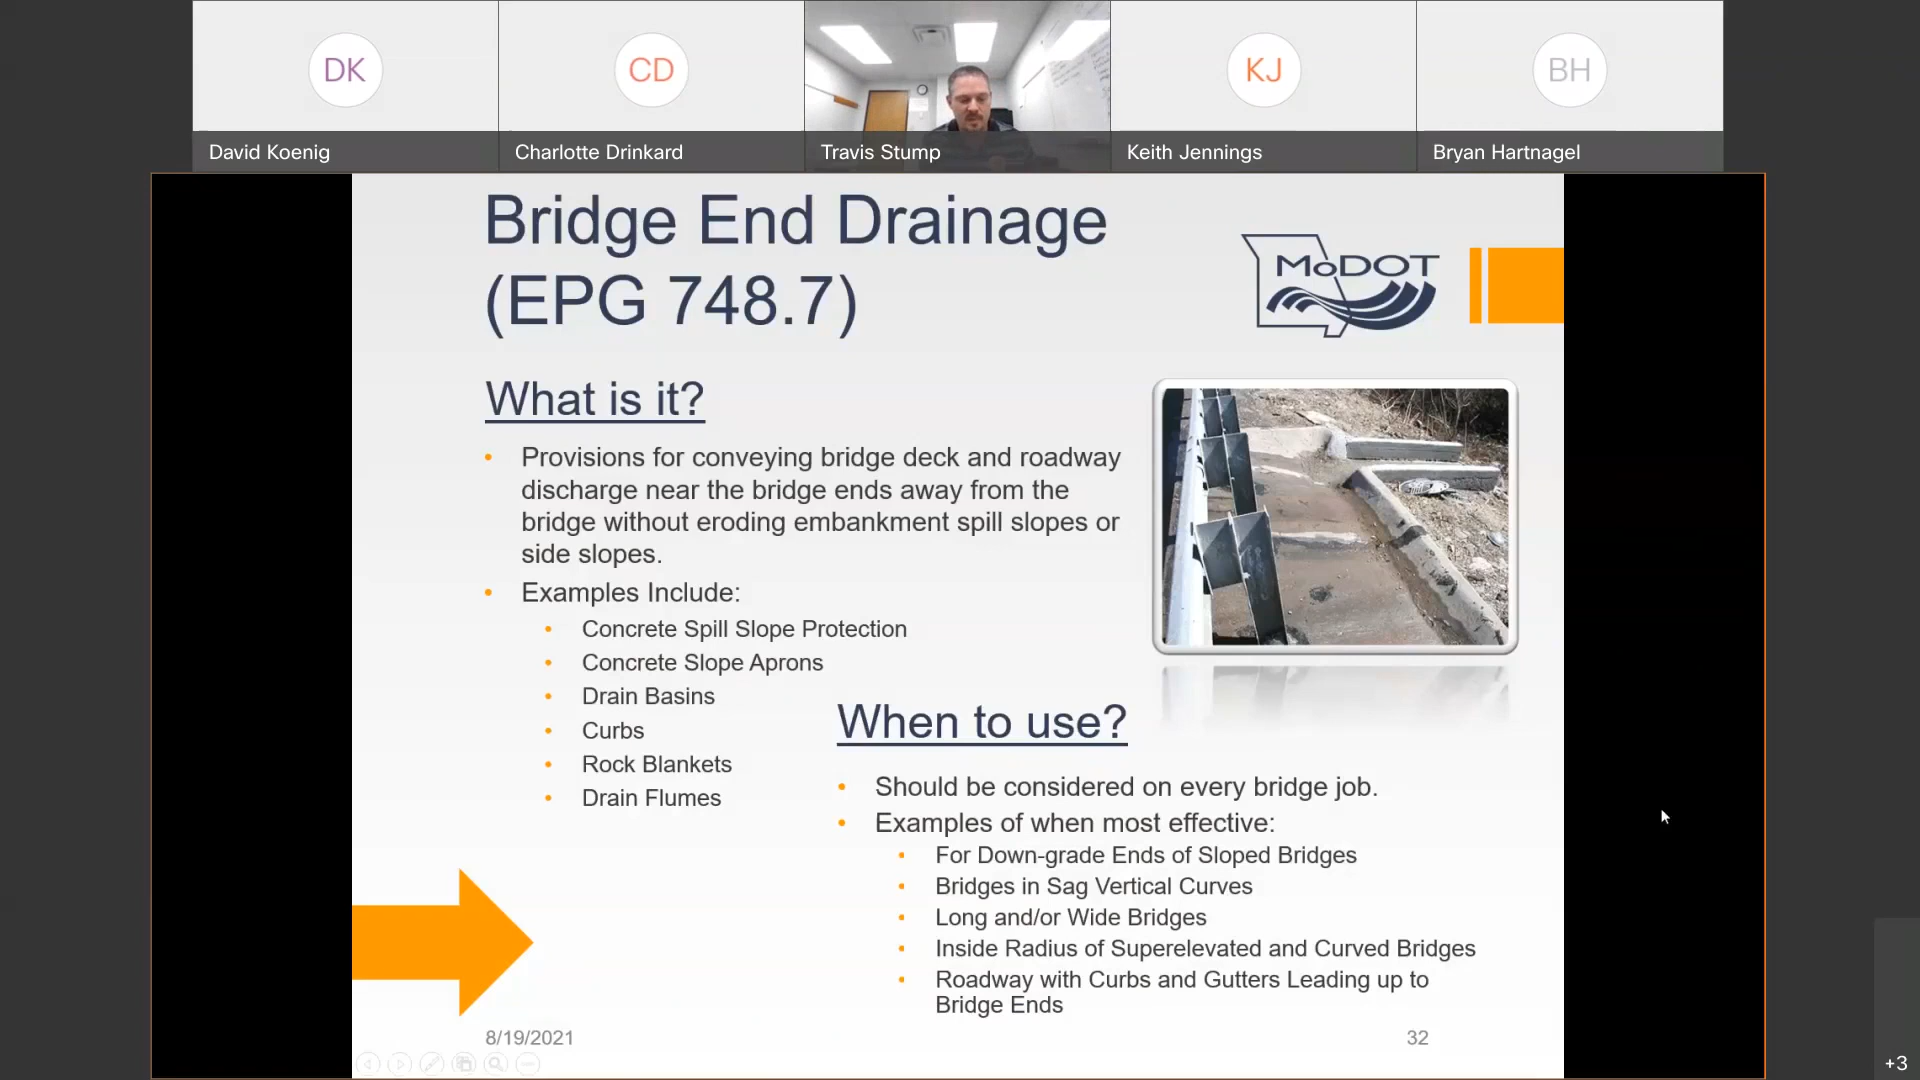 DK
CD
KJ
BH
David Koenig
Charlotte Drinkard
Travis Stump
Keith Jennings
Bryan Hartnagel
Bridge End Drainage
(EPG 748.7)
MoDOT
What is it?
• Provisions for conveying bridge deck and roadway
discharge near the bridge ends away from the
bridge without eroding embankment spill slopes or
side slopes.
• Examples Include:
• Concrete Spill Slope Protection
• Concrete Slope Aprons
• Drain Basins
• Curbs
• Rock Blankets
• Drain Flumes
When to use?
• Should be considered on every bridge job.
• Examples of when most effective:
• For Down-grade Ends of Sloped Bridges
• Bridges in Sag Vertical Curves
• Long and/or Wide Bridges
• Inside Radius of Superelevated and Curved Bridges
• Roadway with Curbs and Gutters Leading up to
Bridge Ends
8/19/2021
32
+3